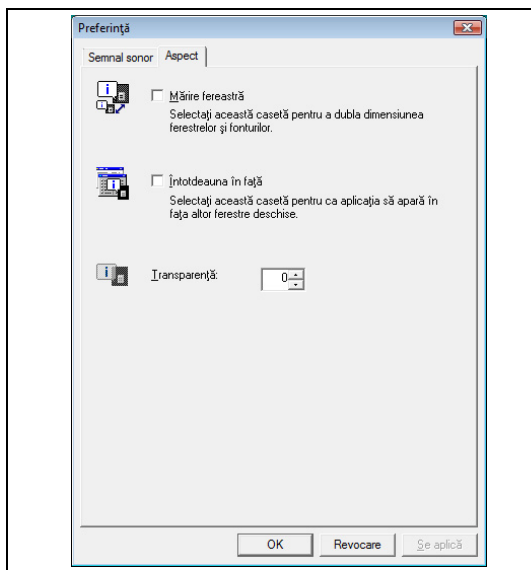 Preferinţă
Semnal sonor Aspect
Mărire fereastră
Selectaţi această casetă pentru a dubla dimensiunea
ferestrelor şi fonturilor.
Întotdeauna în faţă
Selectaţi această casetă pentru ca aplicaţia să apară în
faţa altor ferestre deschise.
Transparenţă: 0
OK Revocare Se aplică